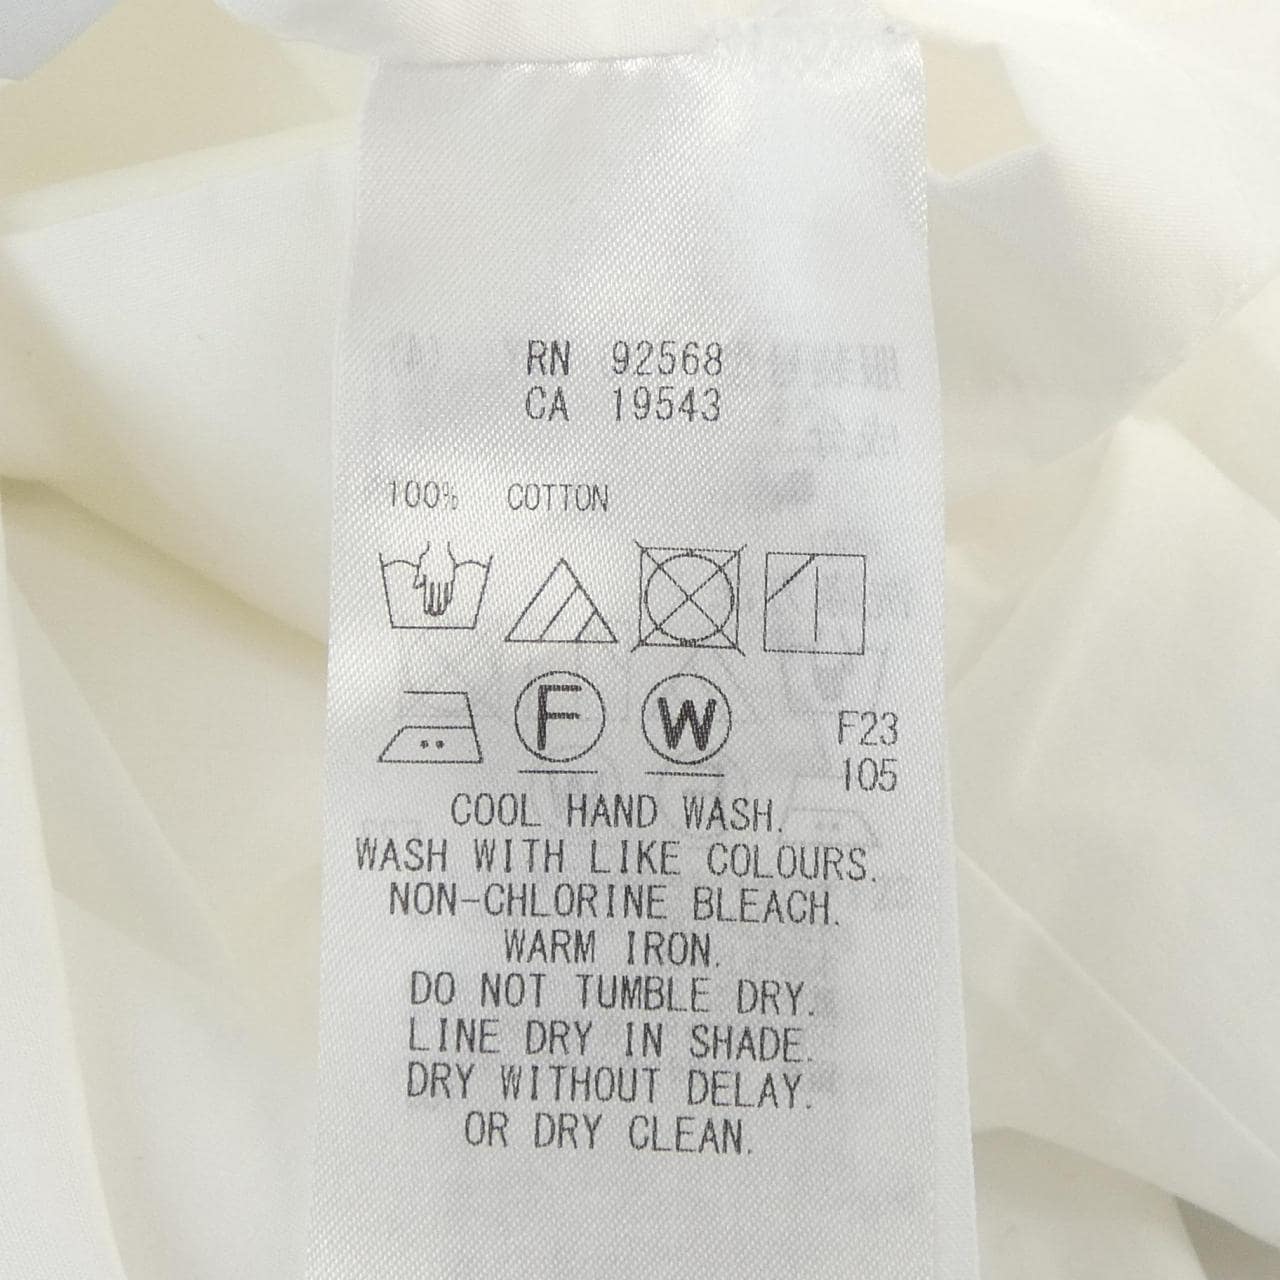 RN 92568
CA 19543
100% COTTON
F
W
F23
105
COOL HAND WASH.
WASH WITH LIKE COLOURS.
NON-CHLORINE BLEACH.
WARM IRON.
DO NOT TUMBLE DRY.
LINE DRY IN SHADE.
DRY WITHOUT DELAY.
OR DRY CLEAN.